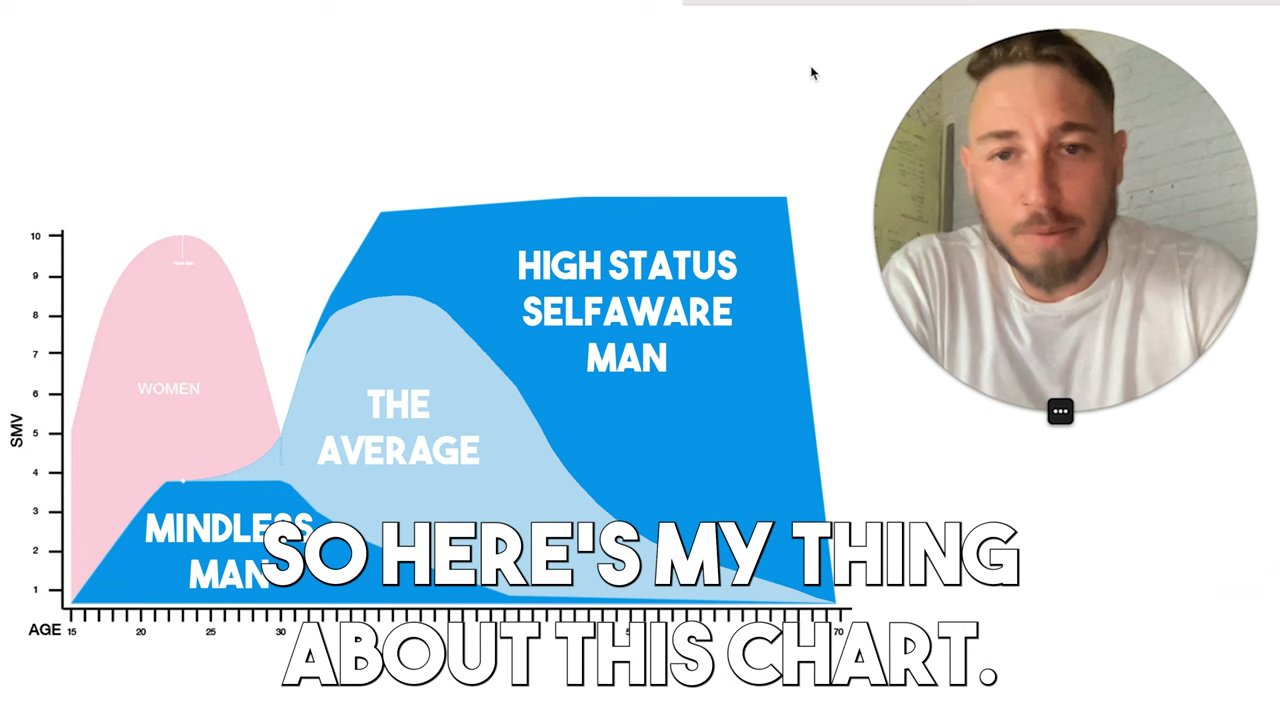 HIGH STATUS
SELFAWARE
MAN
THE
AVERAGE
WOMEN
MINDLESS
MAN
SMV
10
9
8
7
6
5
4
3
2
1
AGE
15
20
25
30
70
SO HERE'S MY THING
ABOUT THIS CHART.